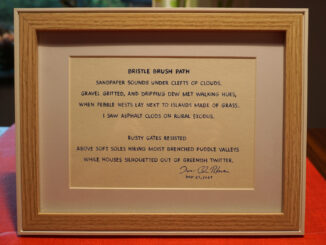 BRISTLE BRUSH PATH
SANDPAPER SOUNDS UNDER CLEFTS OF CLOUDS.
GRAVEL GRITTED, AND DRIPPING DEW MET WALKING HUES,
WHEN PEBBLE NESTS LAY NEXT TO ISLANDS MADE OF GRASS.
I SAW ASPHALT CLODS ON RURAL EXODUS.
RUSTY GATES RESISTED
ABOVE SOFT SOLES HIKING MOIST DRENCHED PUDDLE VALLEYS
WHILE HOUSES SILHOUETTED OUT OF GREENISH TWITTER.